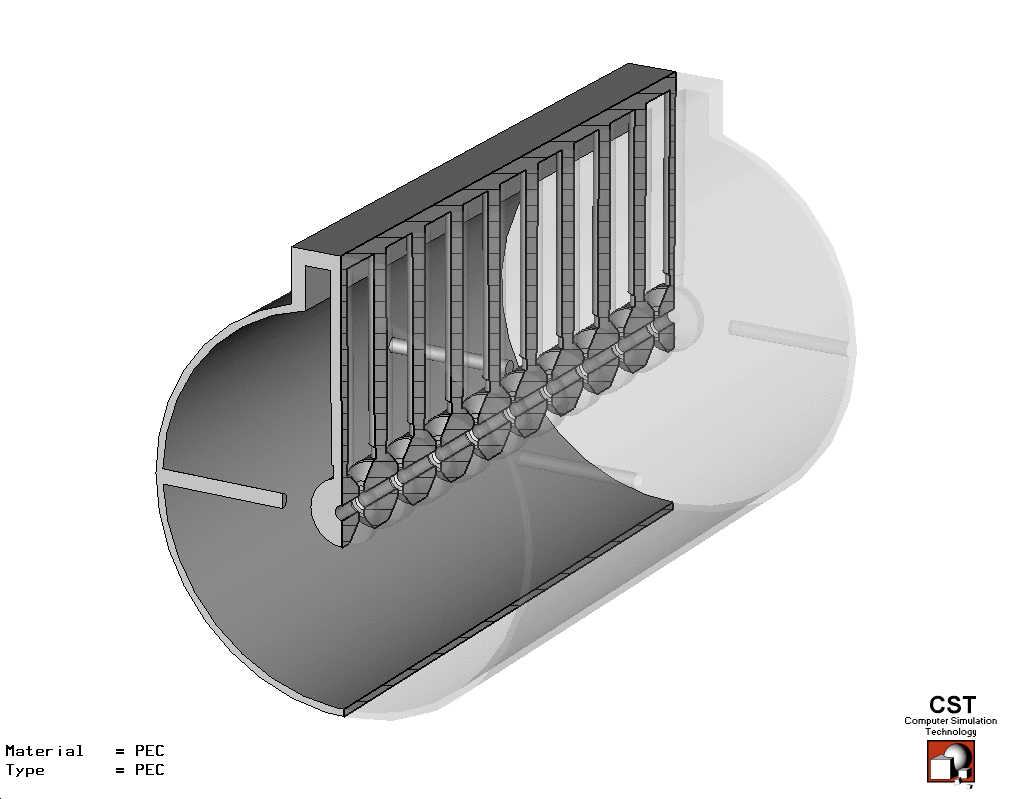 CST
Computer Simulation
Technology
Material = PEC
Type = PEC